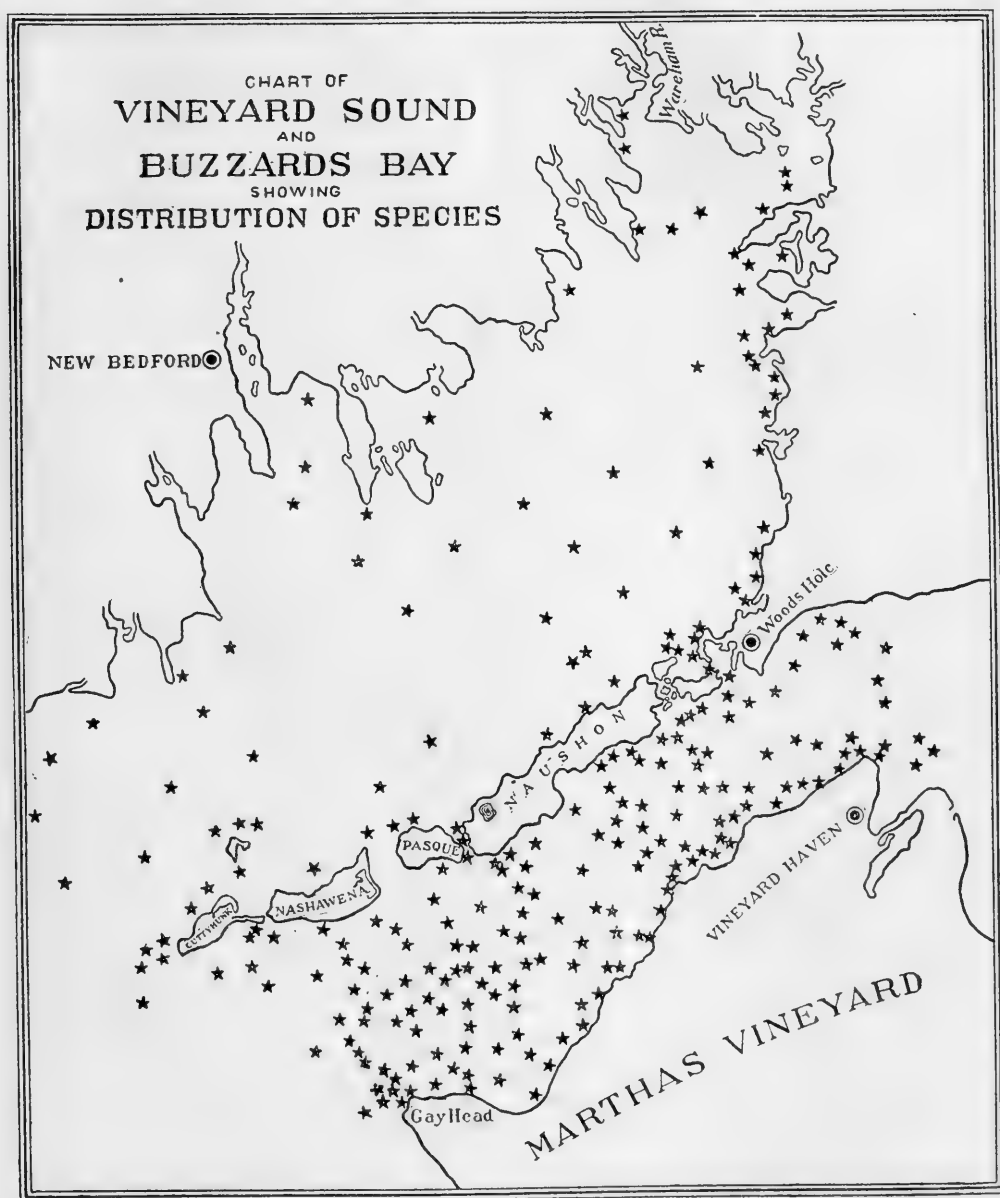 CHART OF
VINEYARD SOUND
AND
BUZZARDS BAY
SHOWING
DISTRIBUTION OF SPECIES
Wareham R.
NEW BEDFORD
Woods Hole
NAUSHON
PASQUE
NASHAWENA
CUTTYHUNK
VINEYARD HAVEN
MARTHAS VINEYARD
Gay Head